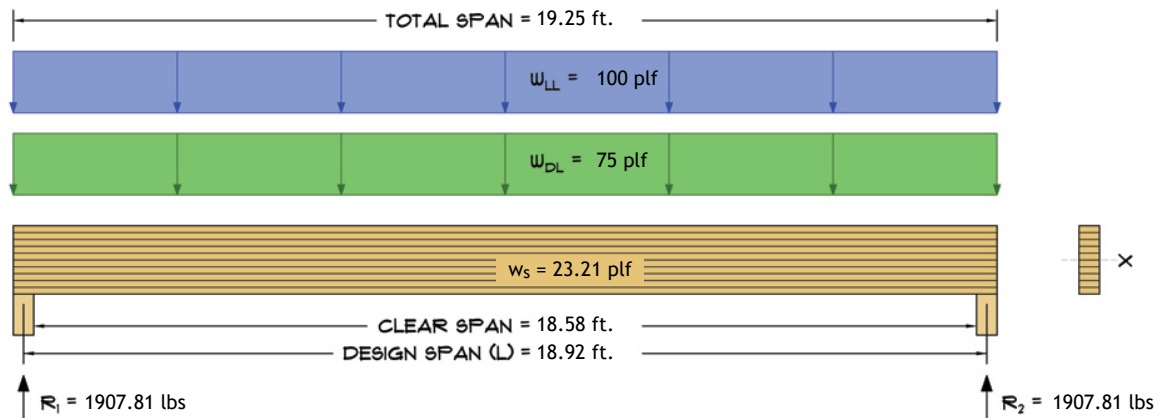 TOTAL SPAN = 19.25 ft.
wLL = 100 plf
wDL = 75 plf
wS = 23.21 plf
X
CLEAR SPAN = 18.58 ft.
DESIGN SPAN (L) = 18.92 ft.
R1 = 1907.81 lbs
R2 = 1907.81 lbs